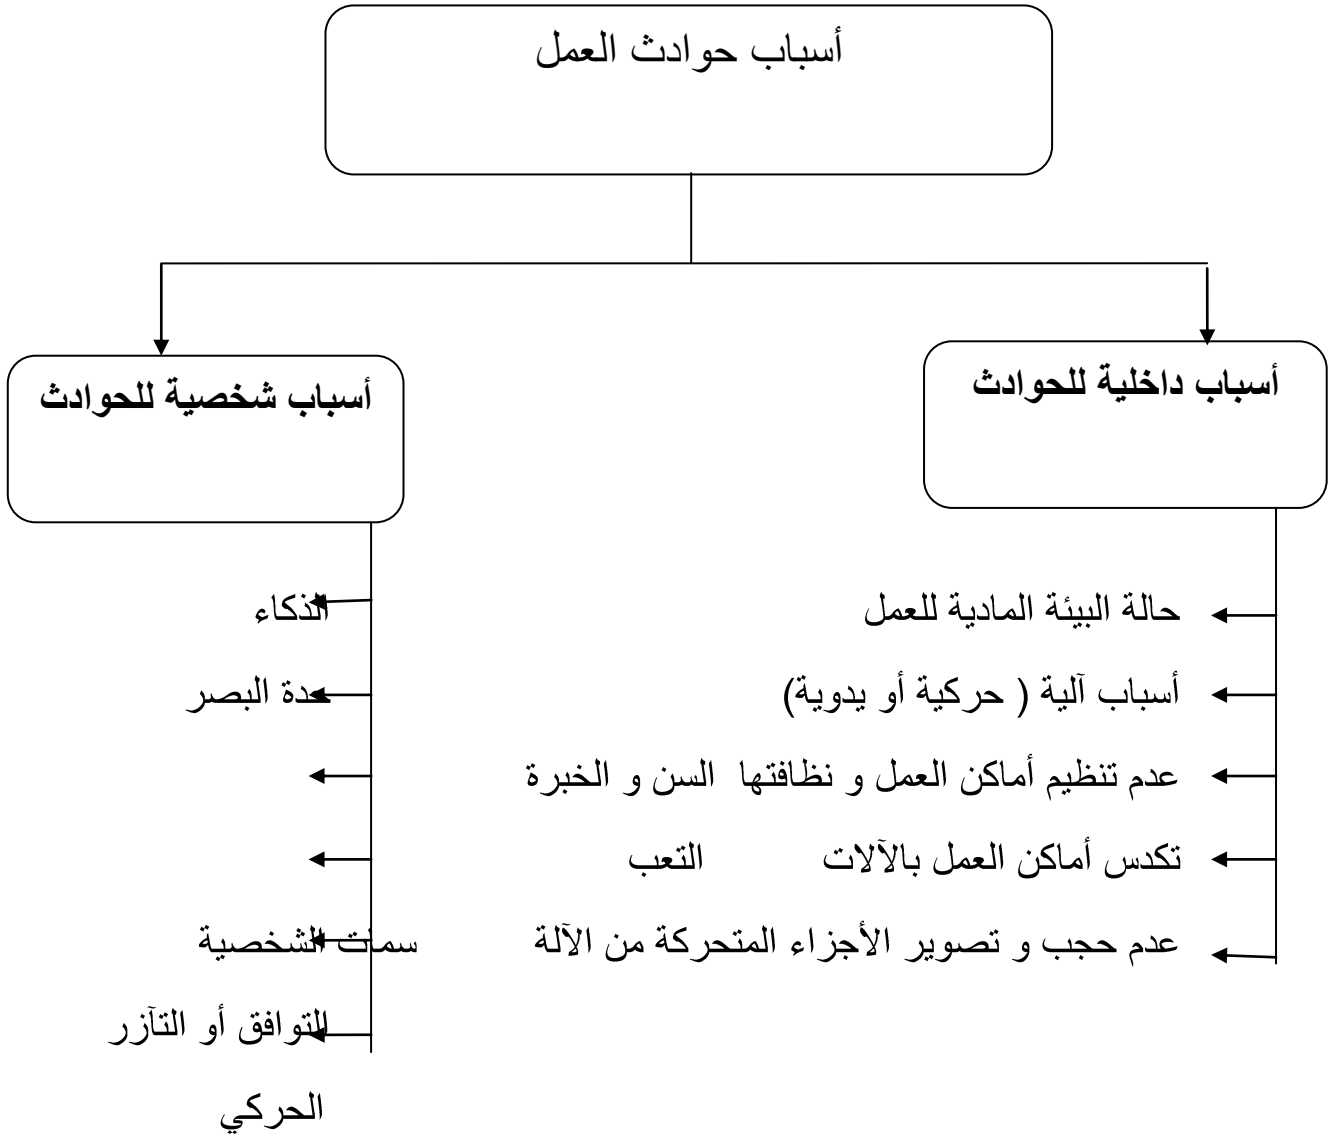 أسباب حوادث العمل
أسباب داخلية للحوادث
أسباب شخصية للحوادث
حالة البيئة المادية للعمل
الذكاء
أسباب آلية ( حركية أو يدوية)
حدة البصر
عدم تنظيم أماكن العمل و نظافتها السن و الخبرة
تكدس أماكن العمل بالآلات التعب
عدم حجب و تصوير الأجزاء المتحركة من الآلة سمات الشخصية
التوافق أو التآزر
الحركي